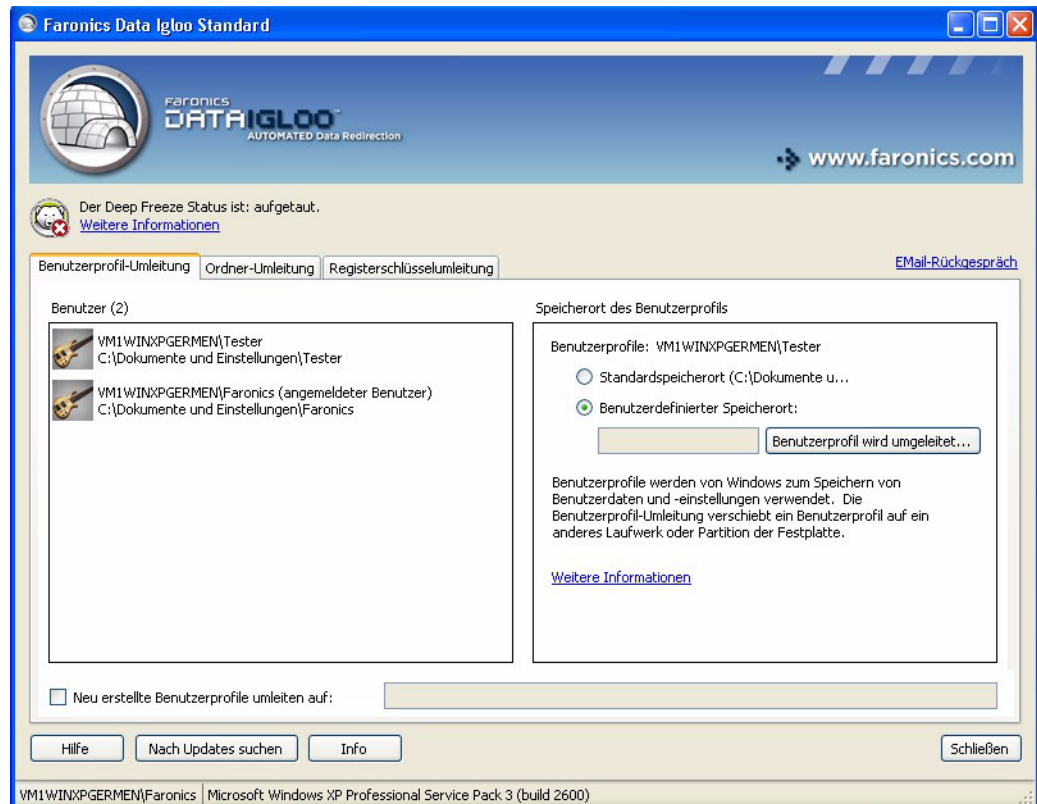 Faronics Data Igloo Standard
Faronics
DATAIGLOO™
AUTOMATED Data Redirection
www.faronics.com
Der Deep Freeze Status ist: aufgetaut.
Weitere Informationen
Benutzerprofil-Umleitung
Ordner-Umleitung
Registerschlüsselumleitung
EMail-Rückgespräch
Benutzer (2)
VM1WINXPGERMEN\Tester
C:\Dokumente und Einstellungen\Tester
VM1WINXPGERMEN\Faronics (angemeldeter Benutzer)
C:\Dokumente und Einstellungen\Faronics
Speicherort des Benutzerprofils
Benutzerprofile: VM1WINXPGERMEN\Tester
Standardspeicherort (C:\Dokumente u...
Benutzerdefinierter Speicherort:
Benutzerprofil wird umgeleitet...
Benutzerprofile werden von Windows zum Speichern von
Benutzerdaten und -einstellungen verwendet. Die
Benutzerprofil-Umleitung verschiebt ein Benutzerprofil auf ein
anderes Laufwerk oder Partition der Festplatte.
Weitere Informationen
Neu erstellte Benutzerprofile umleiten auf:
Hilfe
Nach Updates suchen
Info
Schließen
VM1WINXPGERMEN\Faronics
Microsoft Windows XP Professional Service Pack 3 (build 2600)